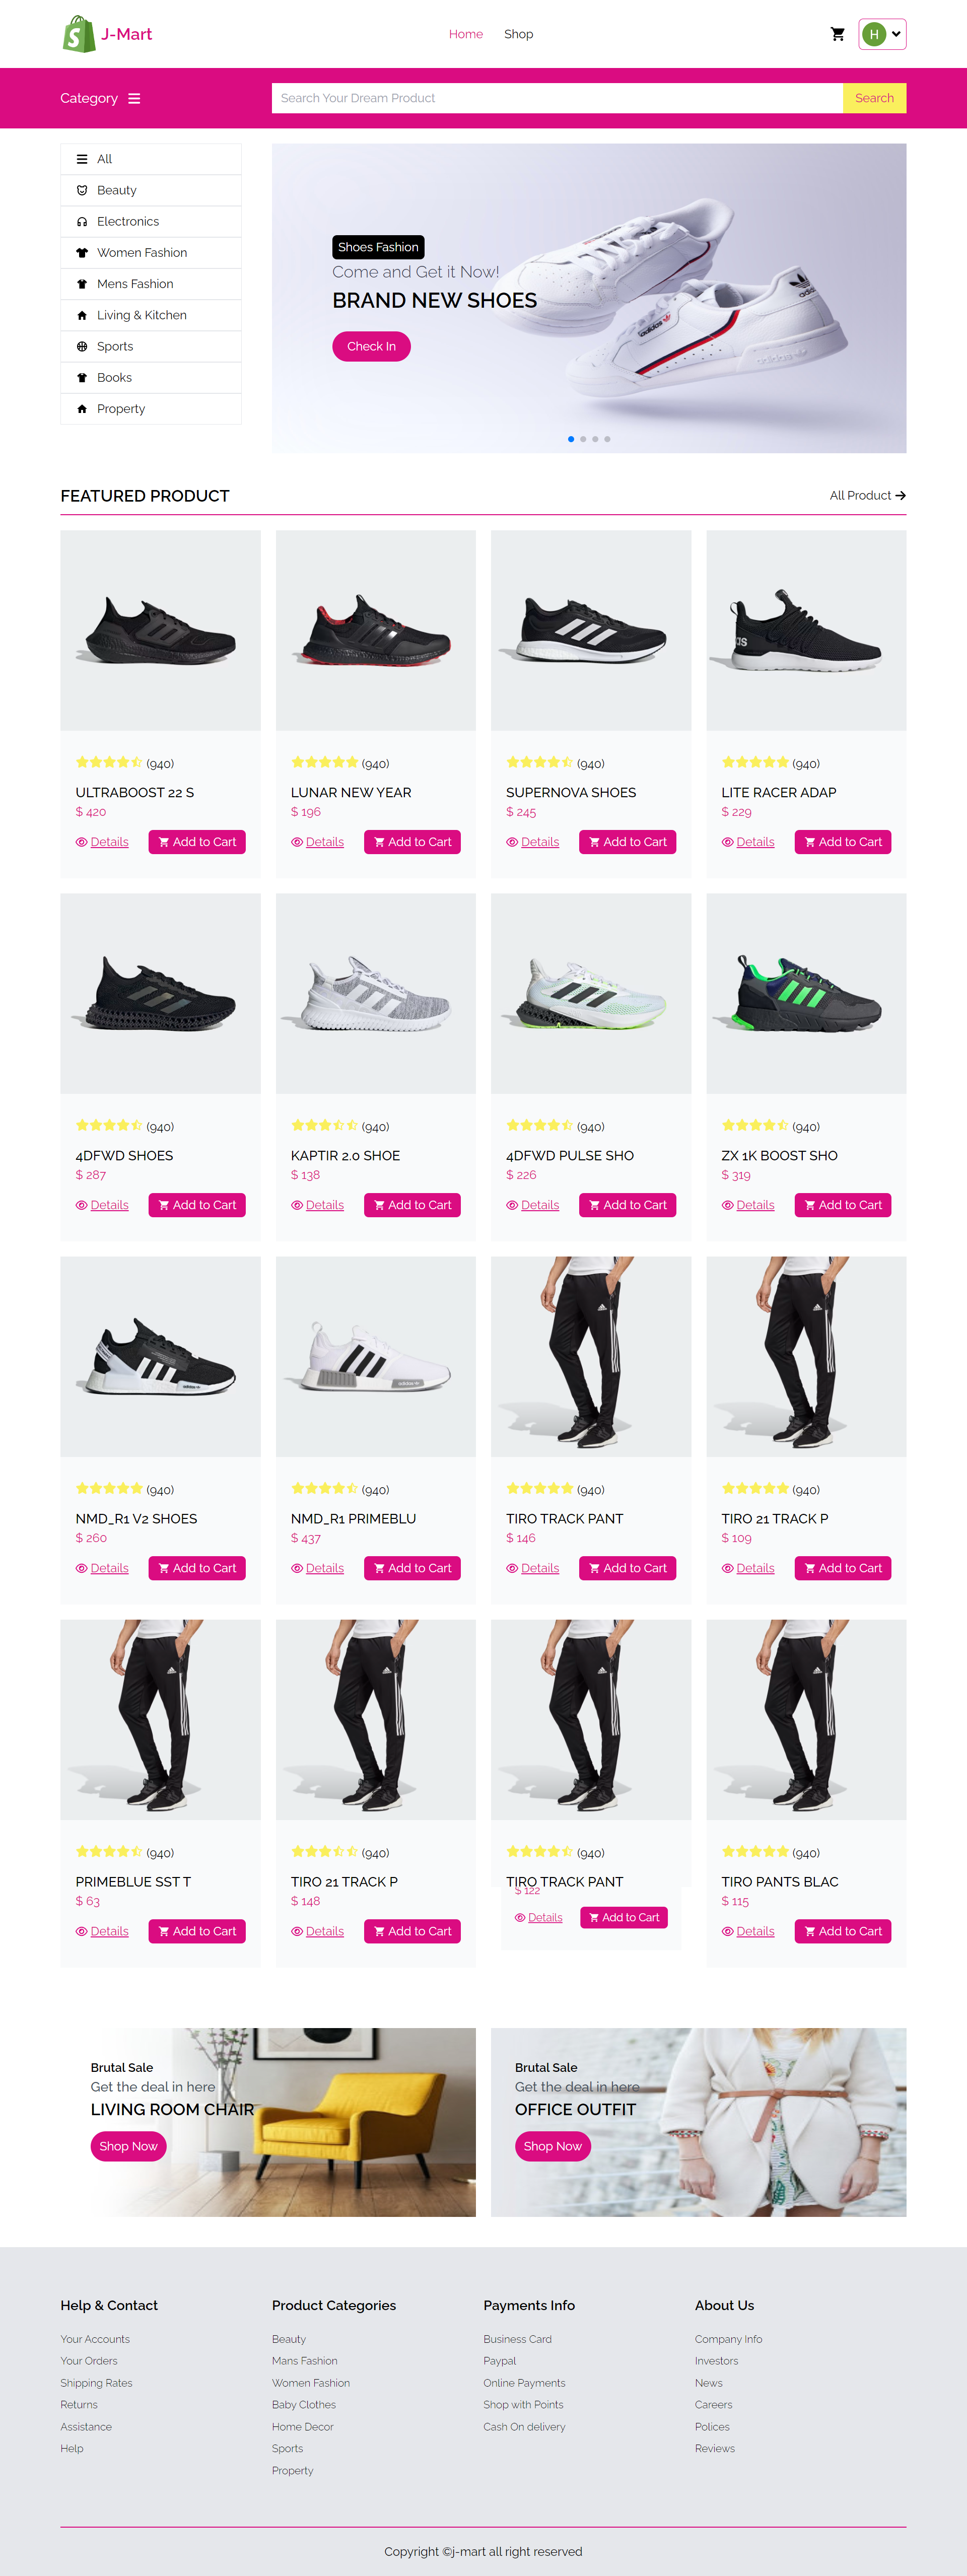 J-Mart
Home Shop
H
Category
Search Your Dream Product
Search
All
Beauty
Electronics
Women Fashion
Mens Fashion
Living & Kitchen
Sports
Books
Property
Shoes Fashion
Come and Get it Now!
BRAND NEW SHOES
Check In
FEATURED PRODUCT
All Product
(940) (940) (940) (940)
ULTRABOOST 22 S LUNAR NEW YEAR SUPERNOVA SHOES LITE RACER ADAP
$ 420 $ 196 $ 245 $ 229
Details Add to Cart Details Add to Cart Details Add to Cart Details Add to Cart
(940) (940) (940) (940)
4DFWD SHOES KAPTIR 2.0 SHOE 4DFWD PULSE SHO ZX 1K BOOST SHO
$ 287 $ 138 $ 226 $ 319
Details Add to Cart Details Add to Cart Details Add to Cart Details Add to Cart
(940) (940) (940) (940)
NMD_R1 V2 SHOES NMD_R1 PRIMEBLU TIRO TRACK PANT TIRO 21 TRACK P
$ 260 $ 437 $ 146 $ 109
Details Add to Cart Details Add to Cart Details Add to Cart Details Add to Cart
(940) (940) (940) (940)
PRIMEBLUE SST T TIRO 21 TRACK P TIRO TRACK PANT TIRO PANTS BLAC
$ 63 $ 148 $ 122 $ 115
Details Add to Cart Details Add to Cart Details Add to Cart Details Add to Cart
Brutal Sale
Get the deal in here
LIVING ROOM CHAIR
Shop Now
Brutal Sale
Get the deal in here
OFFICE OUTFIT
Shop Now
Help & Contact
Your Accounts
Your Orders
Shipping Rates
Returns
Assistance
Help
Product Categories
Beauty
Mans Fashion
Women Fashion
Baby Clothes
Home Decor
Sports
Property
Payments Info
Business Card
Paypal
Online Payments
Shop with Points
Cash On delivery
About Us
Company Info
Investors
News
Careers
Polices
Reviews
Copyright ©j-mart all right reserved